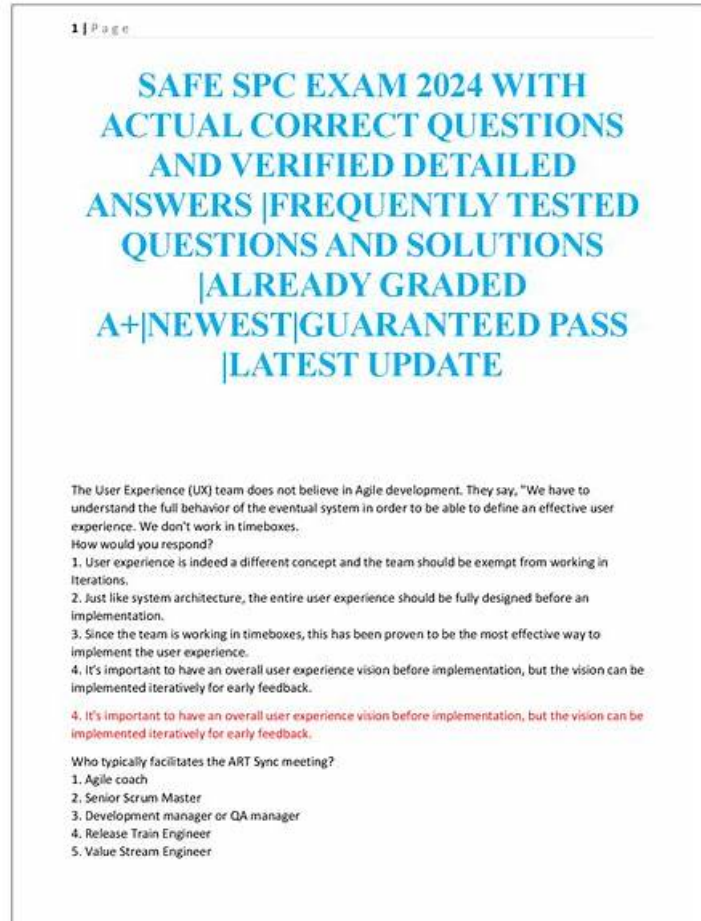 1 | Page
SAFE SPC EXAM 2024 WITH
ACTUAL CORRECT QUESTIONS
AND VERIFIED DETAILED
ANSWERS |FREQUENTLY TESTED
QUESTIONS AND SOLUTIONS
|ALREADY GRADED
A+|NEWEST|GUARANTEED PASS
|LATEST UPDATE
The User Experience (UX) team does not believe in Agile development. They say, "We have to
understand the full behavior of the eventual system in order to be able to define an effective user
experience. We don't work in timeboxes.
How would you respond?
1. User experience is indeed a different concept and the team should be exempt from working in
Iterations.
2. Just like system architecture, the entire user experience should be fully designed before an
implementation.
3. Since the team is working in timeboxes, this has been proven to be the most effective way to
implement the user experience.
4. It's important to have an overall user experience vision before implementation, but the vision can be
implemented iteratively for early feedback.
4. It's important to have an overall user experience vision before implementation, but the vision can be
implemented iteratively for early feedback.
Who typically facilitates the ART Sync meeting?
1. Agile coach
2. Senior Scrum Master
3. Development manager or QA manager
4. Release Train Engineer
5. Value Stream Engineer